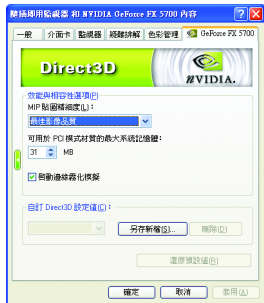 隨插即用監視器 和 NVIDIA GeForce FX 5700 內容
一般 介面卡 監視器 疑難排解 色彩管理 GeForce FX 5700
Direct3D
NVIDIA.
效能與相容性選項(P)
MIP 貼圖精細度(L):
最佳影像品質
可用於 PCI 模式材質的最大系統記憶體:
31 MB
啟動邊緣霧化模擬
自訂 Direct3D 設定值(C):
另存新檔(S)... 刪除(D)
還原預設值(R)
確定 取消 套用(A)